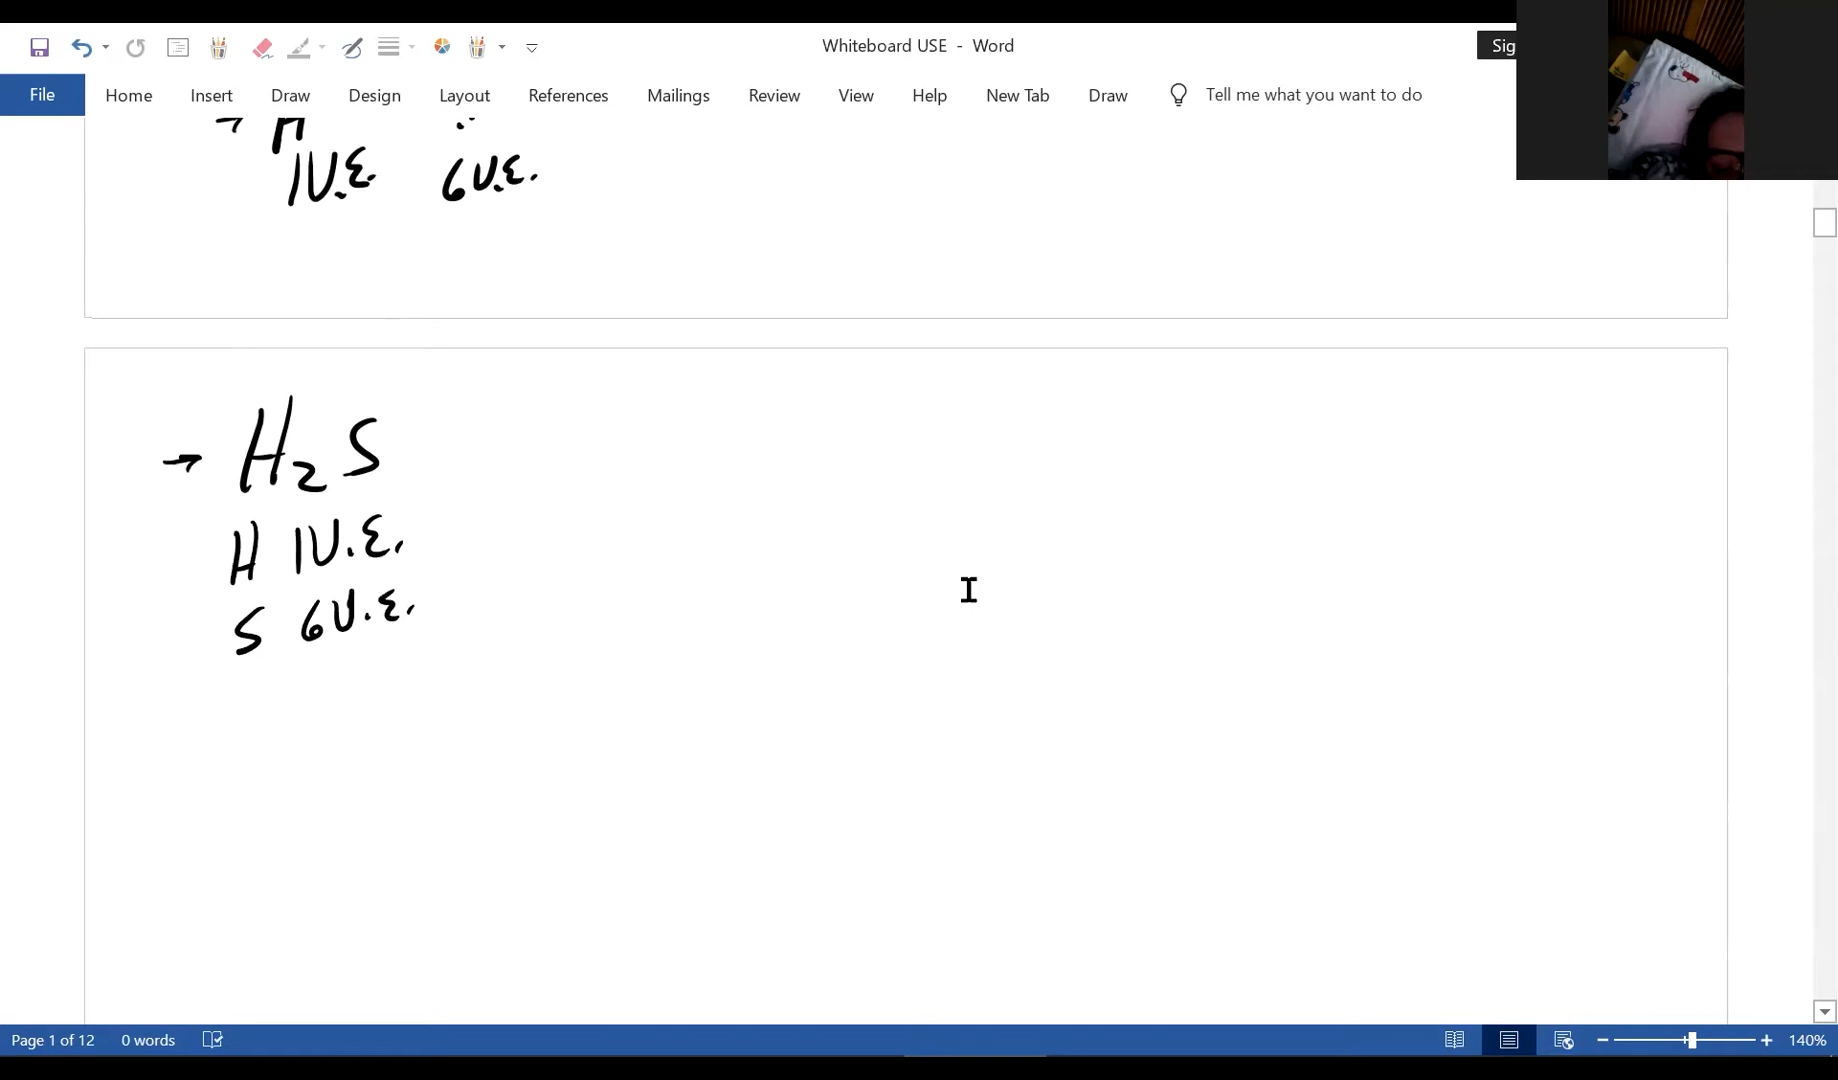 Whiteboard USE - Word
File Home Insert Draw Design Layout References Mailings Review View Help New Tab Draw Tell me what you want to do
1V.E. 6V.E.
→ H₂S
H 1V.E.
S 6V.E.
Page 1 of 12 0 words 140%